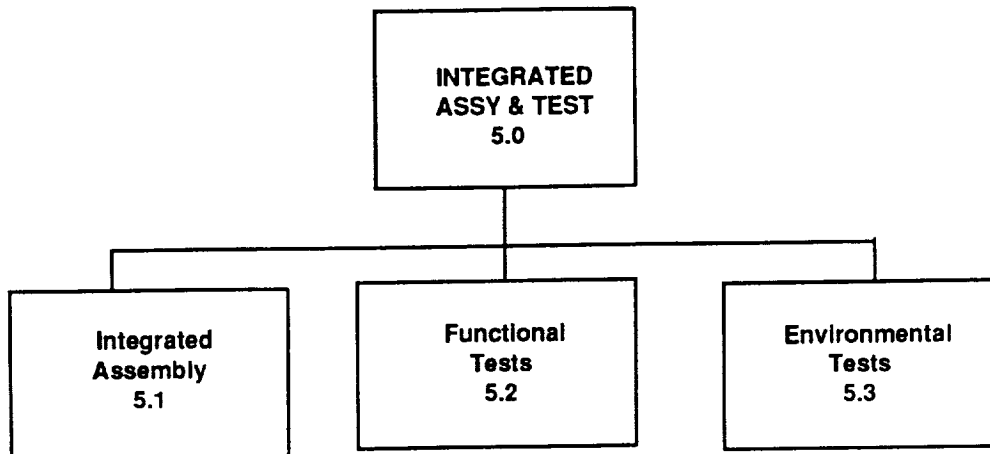 INTEGRATED
ASSY & TEST
5.0
Integrated
Assembly
5.1
Functional
Tests
5.2
Environmental
Tests
5.3